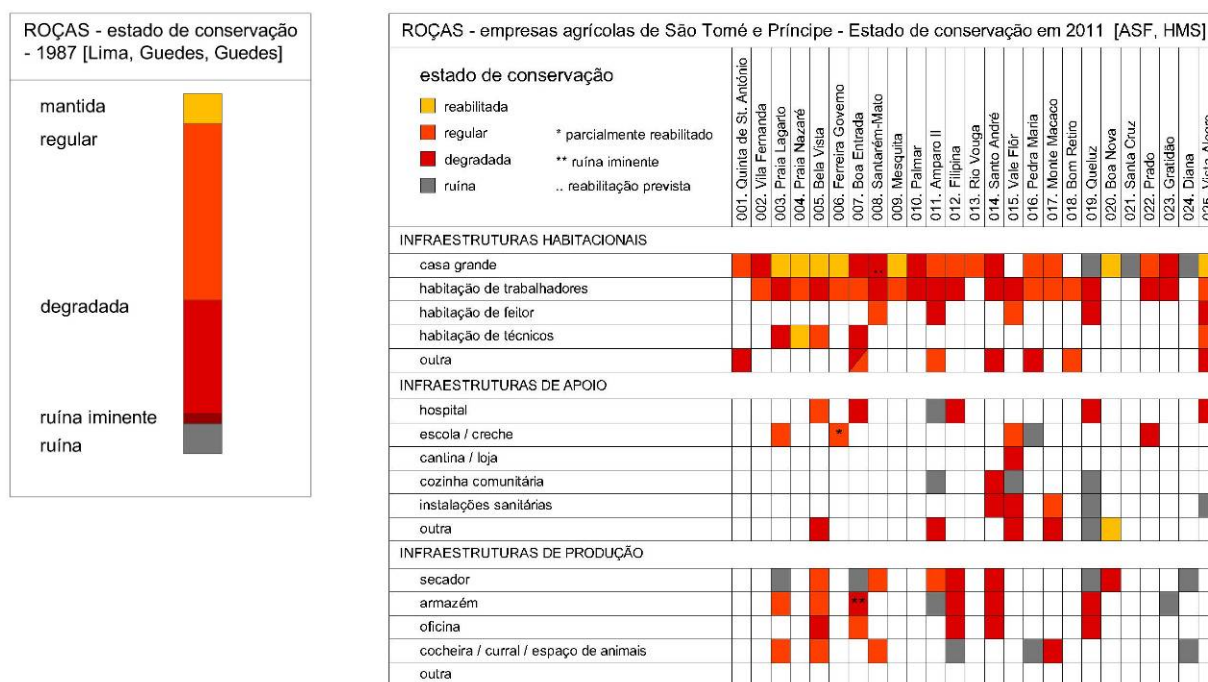 ROÇAS - estado de conservação
- 1987 [Lima, Guedes, Guedes]
mantida
regular
degradada
ruína iminente
ruína
ROÇAS - empresas agrícolas de São Tomé e Príncipe - Estado de conservação em 2011 [ASF, HMS]
estado de conservação
reabilitada
regular
* parcialmente reabilitado
degradada
** ruína iminente
ruína
.. reabilitação prevista
001. Quinta de St. António
002. Vila Fernanda
003. Praia Lagarto
004. Praia Nazaré
005. Bela Vista
006. Ferreira Governo
007. Boa Entrada
008. Santarém-Mato
009. Mesquita
010. Palmar
011. Amparo II
012. Filipina
013. Rio Vouga
014. Santo André
015. Vale Flôr
016. Pedra Maria
017. Monte Macaco
018. Bom Retiro
019. Queluz
020. Boa Nova
021. Santa Cruz
022. Prado
023. Gratidão
024. Diana
INFRAESTRUTURAS HABITACIONAIS
casa grande
..
habitação de trabalhadores
habitação de feitor
habitação de técnicos
outra
INFRAESTRUTURAS DE APOIO
hospital
escola / creche
*
cantina / loja
cozinha comunitária
instalações sanitárias
outra
INFRAESTRUTURAS DE PRODUÇÃO
secador
armazém
**
oficina
cocheira / curral / espaço de animais
outra